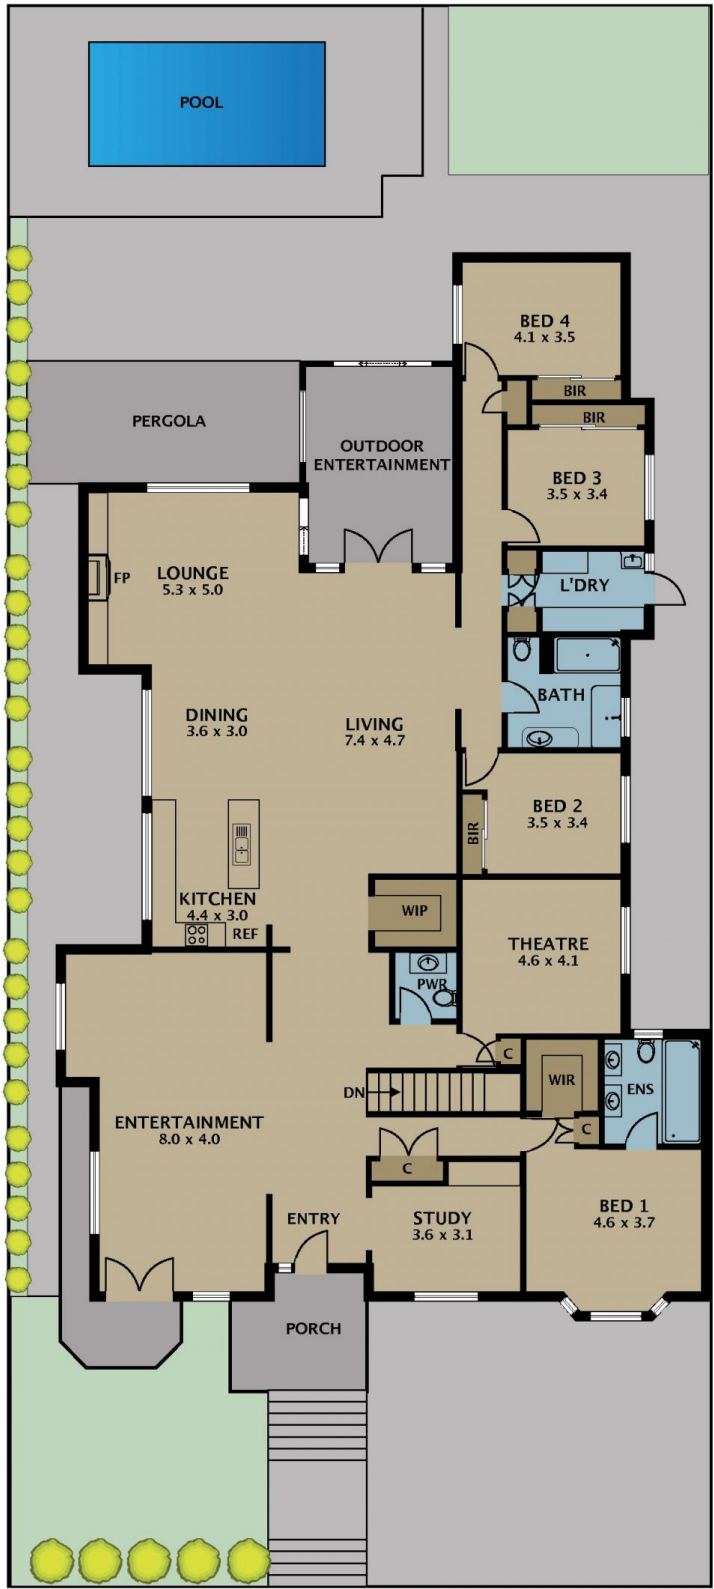 POOL
BED 4
4.1 x 3.5
BIR
BIR
PERGOLA
OUTDOOR
ENTERTAINMENT
BED 3
3.5 x 3.4
LOUNGE
5.3 x 5.0
FP
L'DRY
BATH
DINING
3.6 x 3.0
LIVING
7.4 x 4.7
BED 2
3.5 x 3.4
BIR
KITCHEN
4.4 x 3.0
REF
WIP
THEATRE
4.6 x 4.1
PWR
C
WIR
ENS
DN
ENTERTAINMENT
8.0 x 4.0
C
C
ENTRY
STUDY
3.6 x 3.1
BED 1
4.6 x 3.7
PORCH